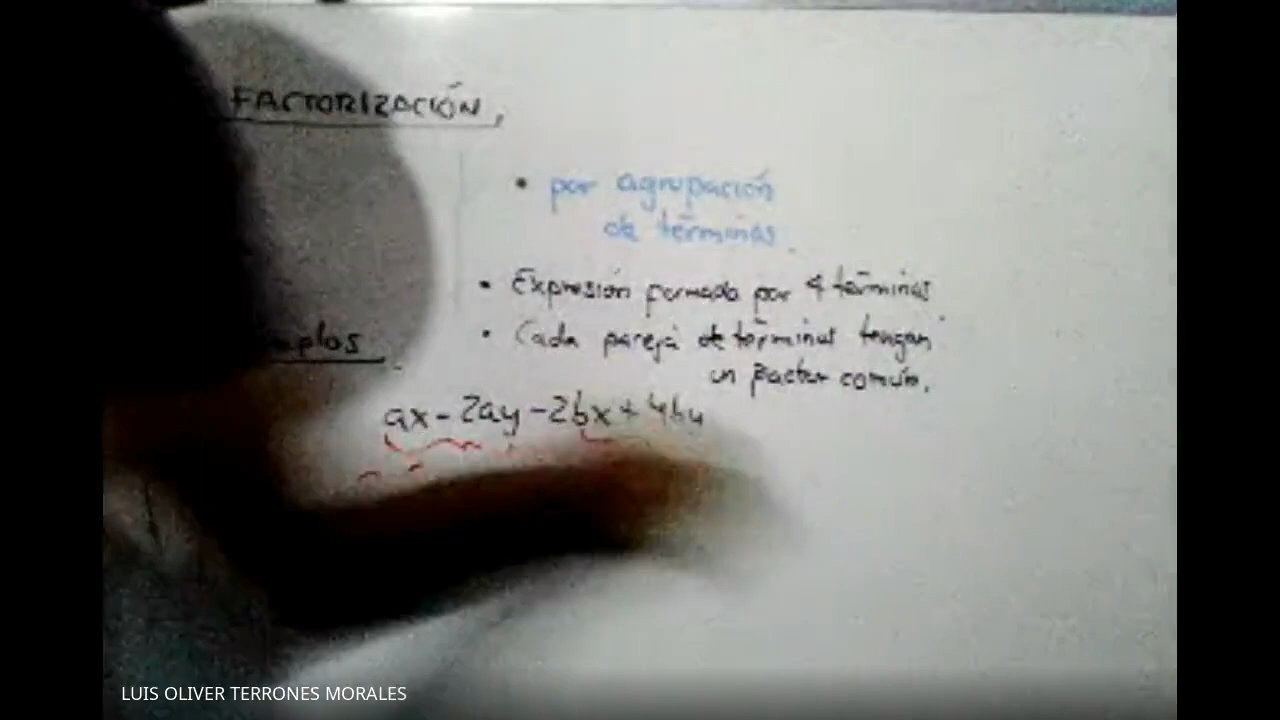 FACTORIZACIÓN,
• por agrupación
de términos.
• Expresión formada por 4 términos.
• Cada pareja de términos tengan
un factor común.
ax - 2ay - 2bx + 4by
LUIS OLIVER TERRONES MORALES